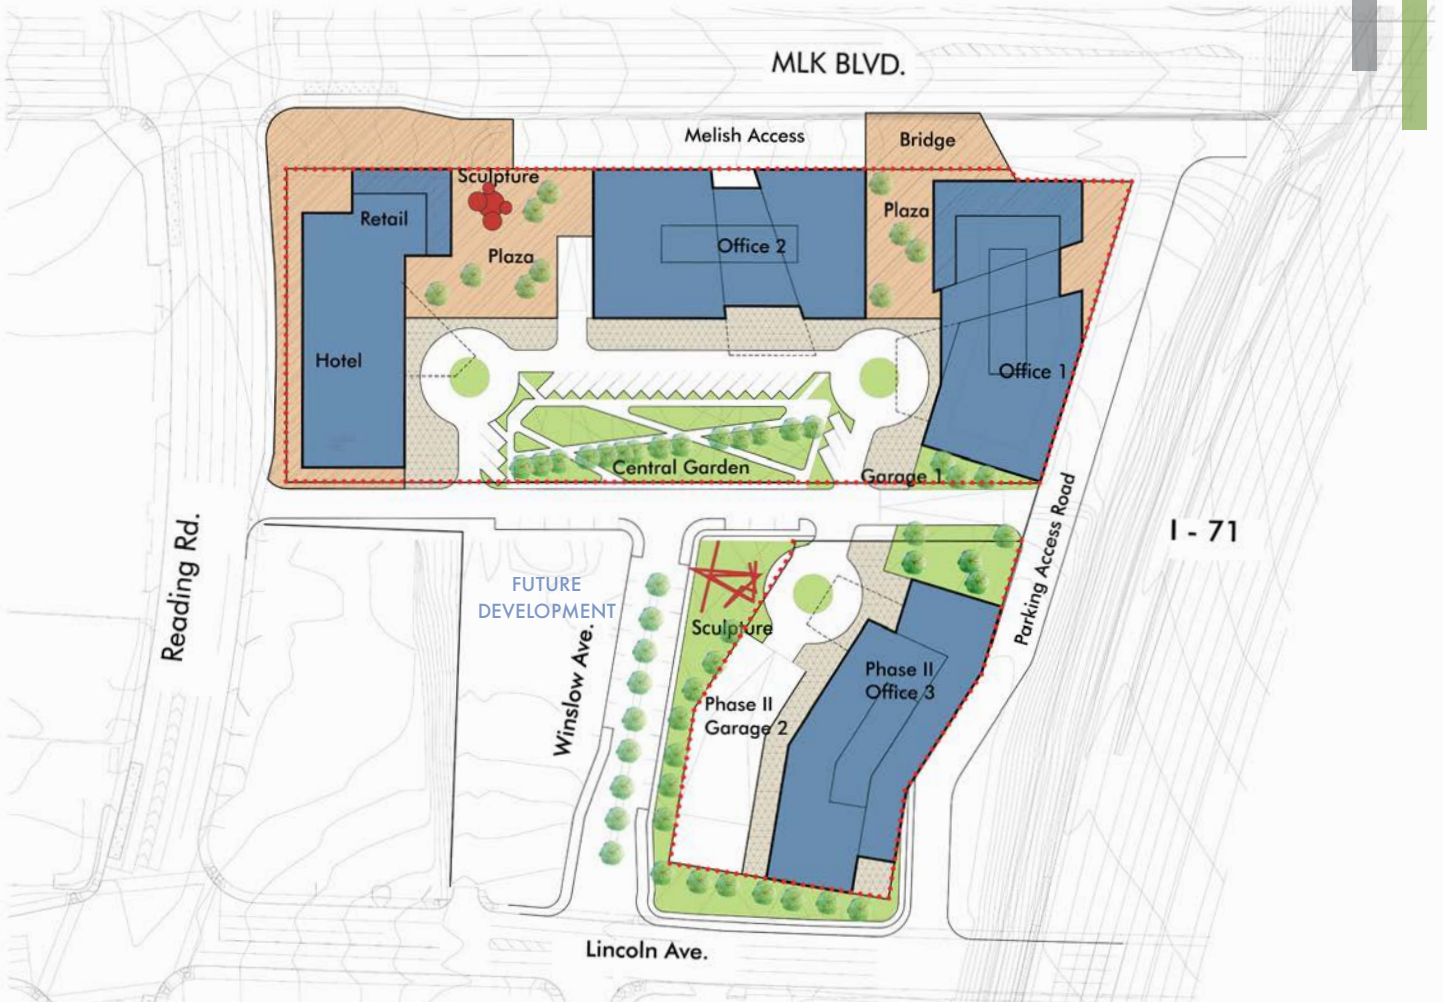 MLK BLVD.
Melish Access
Bridge
Sculpture
Retail
Plaza
Office 2
Plaza
Hotel
Office 1
Central Garden
Garage 1
Reading Rd.
FUTURE
DEVELOPMENT
Winslow Ave.
Sculpture
Phase II
Garage 2
Phase II
Office 3
Parking Access Road
I - 71
Lincoln Ave.